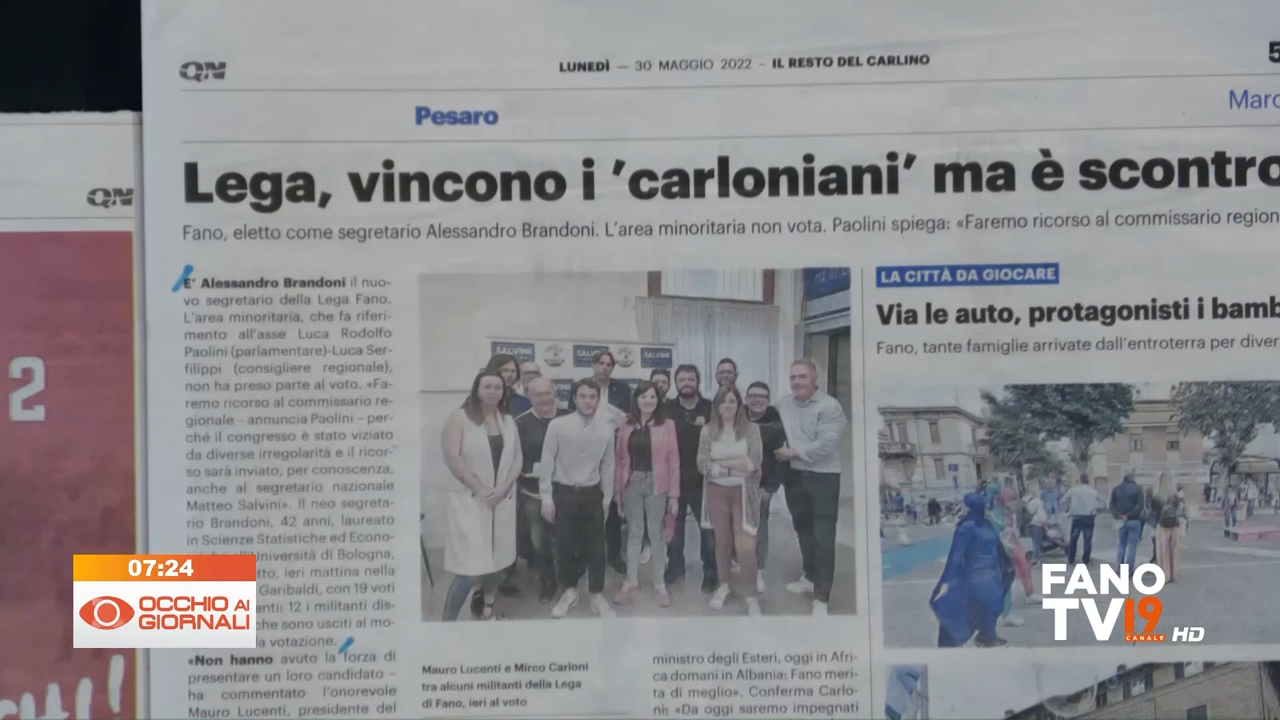 QN
LUNEDÌ — 30 MAGGIO 2022 – IL RESTO DEL CARLINO
5
Pesaro
Marc
QN
Lega, vincono i 'carloniani' ma è scontro
Fano, eletto come segretario Alessandro Brandoni. L'area minoritaria non vota. Paolini spiega: «Faremo ricorso al commissario region
E' Alessandro Brandoni il nuo-
vo segretario della Lega Fano.
L'area minoritaria, che fa riferi-
mento all'asse Luca Rodolfo
Paolini (parlamentare)-Luca Ser-
filippi (consigliere regionale),
non ha preso parte al voto. «Fa-
remo ricorso al commissario re-
gionale – annuncia Paolini – per-
ché il congresso è stato viziato
da diverse irregolarità e il ricor-
so sarà inviato, per conoscenza,
anche al segretario nazionale
Matteo Salvini». Il neo segreta-
rio Brandoni, 42 anni, laureato
in Scienze Statistiche ed Econo-
Università di Bologna,
tto, ieri mattina nella
Garibaldi, con 19 voti
enti: 12 i militanti dis-
che sono usciti al mo-
a votazione.
«Non hanno avuto la forza di
presentare un loro candidato –
ha commentato l'onorevole
Mauro Lucenti, presidente del
SALVINI
SALVINI
Mauro Lucenti e Mirco Carloni
tra alcuni militanti della Lega
di Fano, ieri al voto
ministro degli Esteri, oggi in Afri-
ca domani in Albania: Fano meri-
ta di meglio». Conferma Carlo-
ni: «Da oggi saremo impegnati
LA CITTÀ DA GIOCARE
Via le auto, protagonisti i bamb
Fano, tante famiglie arrivate dall'entroterra per diver
2
07:24
OCCHIO AI
GIORNALI
FANO
TV19
CANALE HD